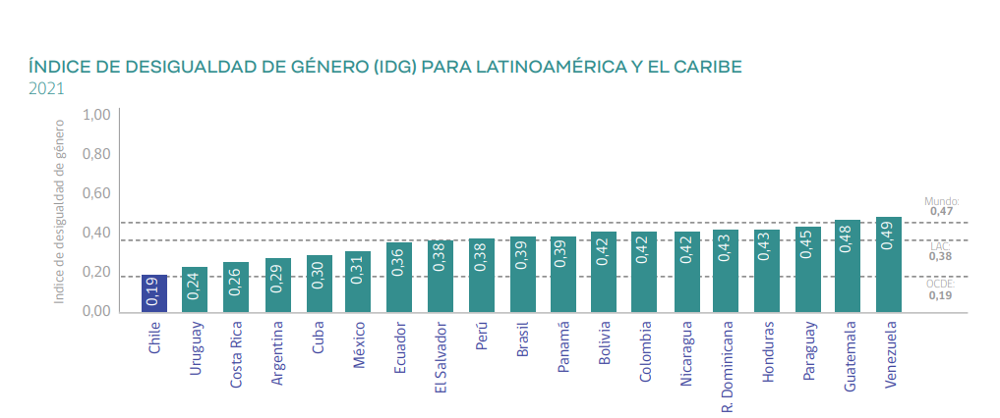 ÍNDICE DE DESIGUALDAD DE GÉNERO (IDG) PARA LATINOAMÉRICA Y EL CARIBE
2021
Indice de desigualdad de género
1,00
0,80
0,60
0,40
0,20
0,00
0,19
0,24
0,26
0,29
0,30
0,31
0,36
0,38
0,38
0,39
0,39
0,42
0,42
0,42
0,43
0,43
0,45
0,48
0,49
Mundo:
0,47
LAC:
0,38
OCDE:
0,19
Chile
Uruguay
Costa Rica
Argentina
Cuba
México
Ecuador
El Salvador
Perú
Brasil
Panamá
Bolivia
Colombia
Nicaragua
R. Dominicana
Honduras
Paraguay
Guatemala
Venezuela